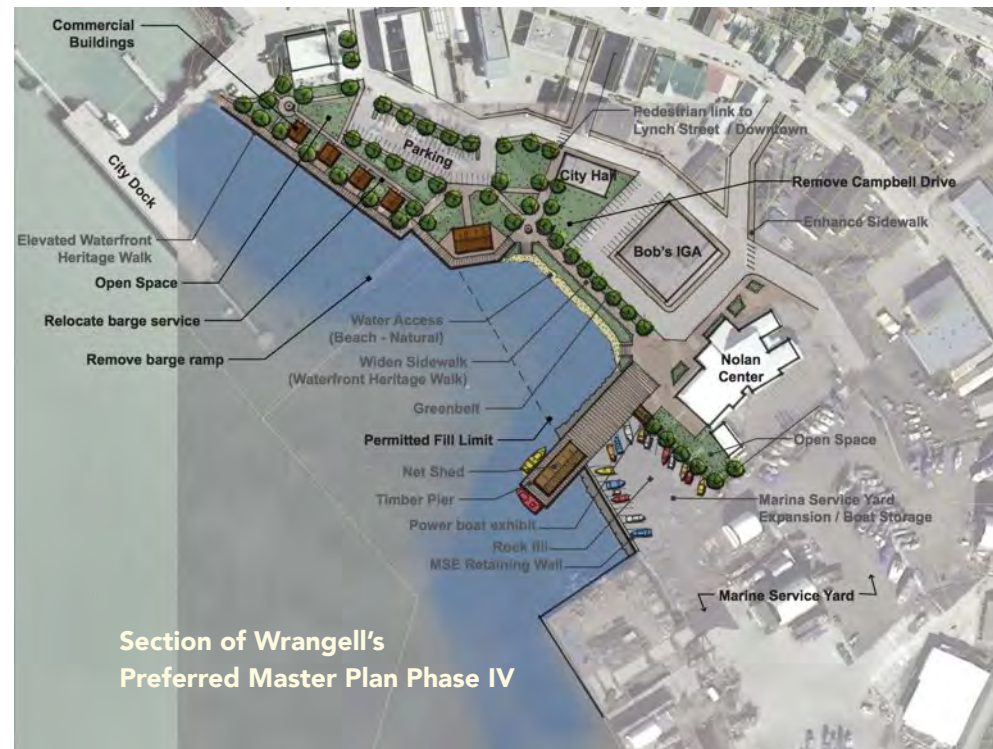 Commercial
Buildings
City Dock
Parking
Pedestrian link to
Lynch Street / Downtown
City Hall
Remove Campbell Drive
Enhance Sidewalk
Bob's IGA
Elevated Waterfront
Heritage Walk
Open Space
Relocate barge service
Remove barge ramp
Water Access
(Beach - Natural)
Widen Sidewalk
(Waterfront Heritage Walk)
Greenbelt
Permitted Fill Limit
Net Shed
Timber Pier
Power boat exhibit
Rock fill
MSE Retaining Wall
Nolan
Center
Open Space
Marina Service Yard
Expansion / Boat Storage
Marine Service Yard
Section of Wrangell's
Preferred Master Plan Phase IV